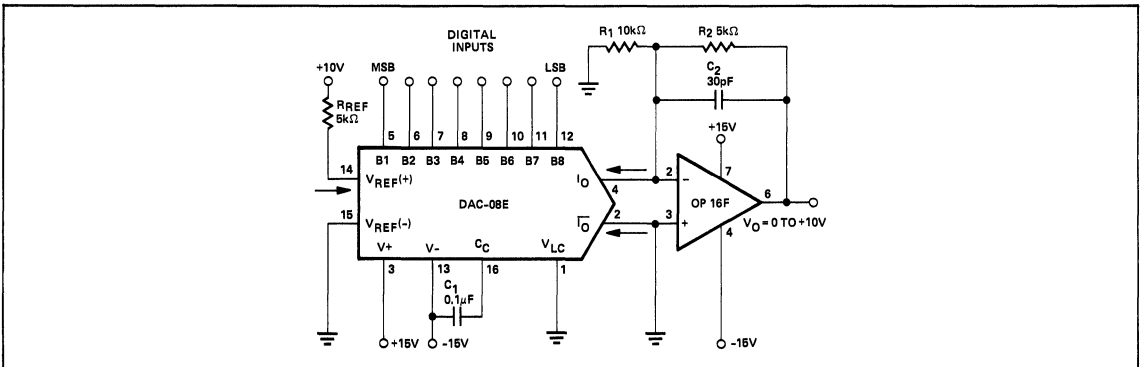 DIGITAL
INPUTS
R1 10kΩ
R2 5kΩ
C2
30pF
+10V
MSB
LSB
RREF
5kΩ
+15V
5 6 7 8 9 10 11 12
B1 B2 B3 B4 B5 B6 B7 B8
14
VREF(+)
IO
4
2
−
7
DAC-08E
OP 16F
6
15
VREF(-)
I̅O̅
2
3
+
4
VO = 0 TO +10V
V+
V-
CC
VLC
3
13
16
1
C1
0.1μF
+15V
-15V
-15V